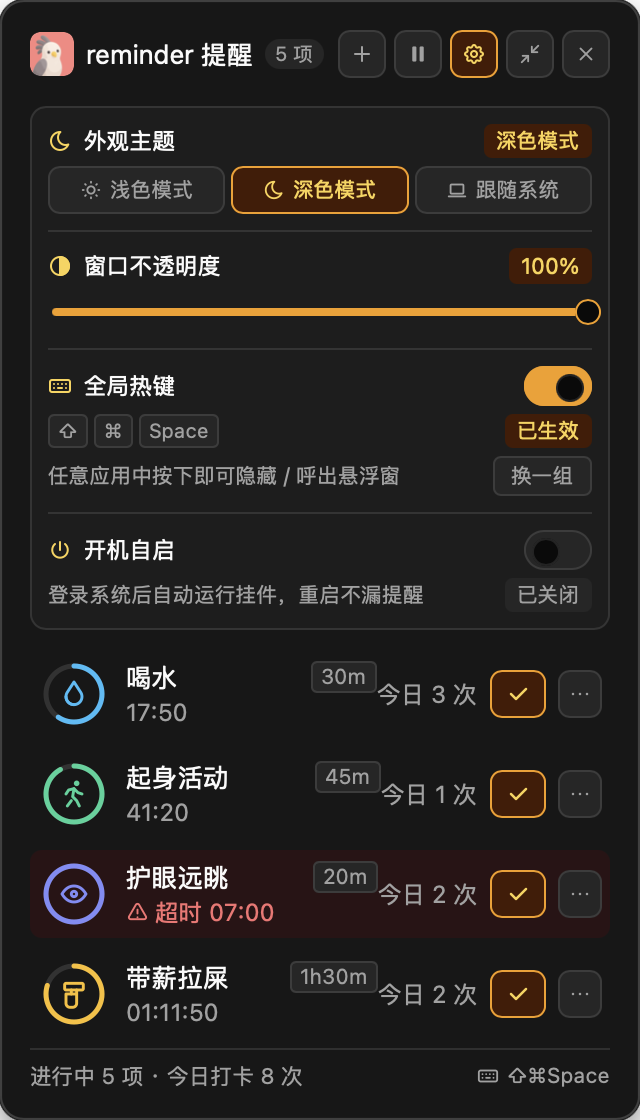 reminder 提醒 5 项
外观主题 深色模式
浅色模式 深色模式 跟随系统
窗口不透明度 100%
全局热键
⇧ ⌘ Space 已生效
任意应用中按下即可隐藏 / 呼出悬浮窗 换一组
开机自启
登录系统后自动运行挂件，重启不漏提醒 已关闭
喝水 30m 今日 3 次
17:50
起身活动 45m 今日 1 次
41:20
护眼远眺 20m 今日 2 次
超时 07:00
带薪拉屎 1h30m 今日 2 次
01:11:50
进行中 5 项 · 今日打卡 8 次 ⇧⌘Space